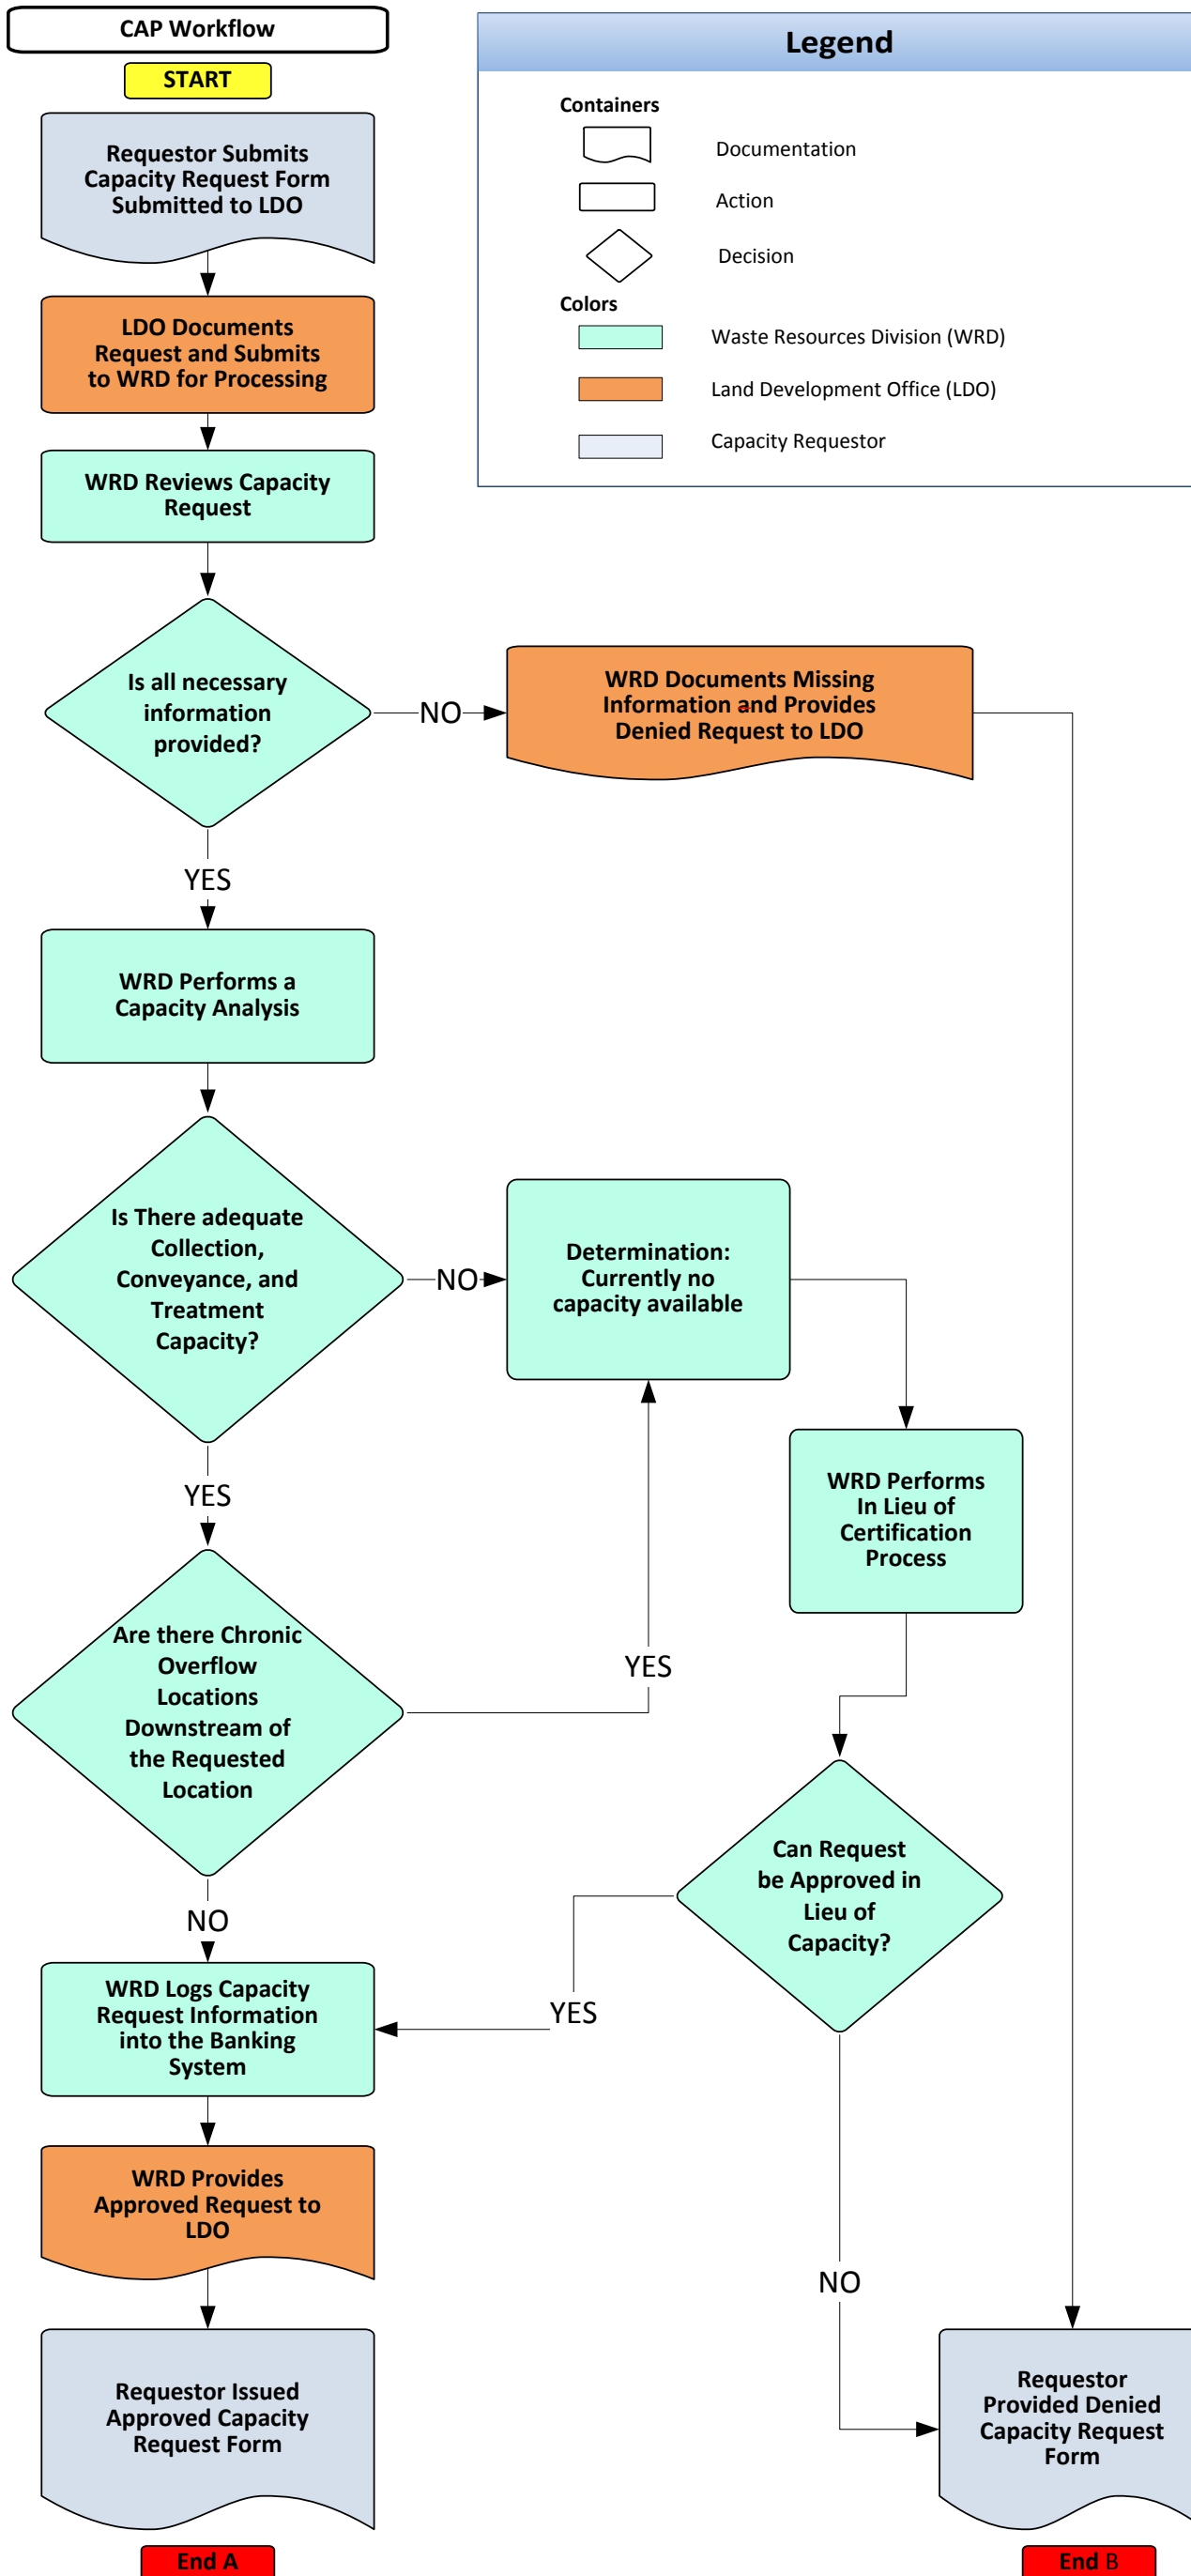 CAP Workflow
START
Legend
Containers
Documentation
Action
Decision
Colors
Waste Resources Division (WRD)
Land Development Office (LDO)
Capacity Requestor
Requestor Submits
Capacity Request Form
Submitted to LDO
LDO Documents
Request and Submits
to WRD for Processing
WRD Reviews Capacity
Request
Is all necessary
information
provided?
NO
WRD Documents Missing
Information and Provides
Denied Request to LDO
YES
WRD Performs a
Capacity Analysis
Is There adequate
Collection,
Conveyance, and
Treatment
Capacity?
NO
Determination:
Currently no
capacity available
YES
WRD Performs
In Lieu of
Certification
Process
Are there Chronic
Overflow
Locations
Downstream of
the Requested
Location
YES
Can Request
be Approved in
Lieu of
Capacity?
NO
YES
WRD Logs Capacity
Request Information
into the Banking
System
WRD Provides
Approved Request to
LDO
NO
Requestor Issued
Approved Capacity
Request Form
Requestor
Provided Denied
Capacity Request
Form
End A
End B